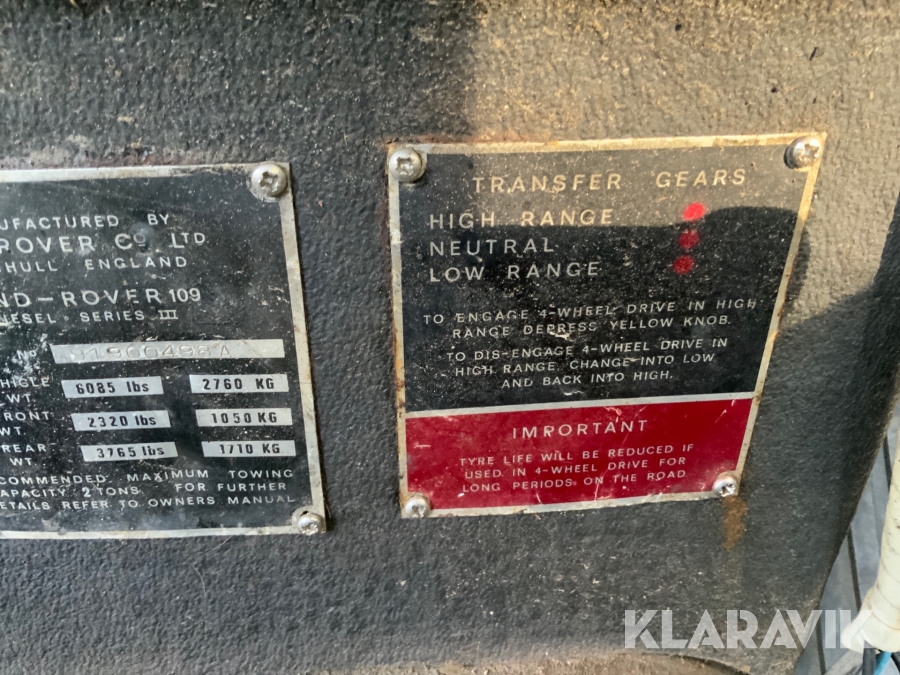 UFACTURED BY
ROVER Co. LTD
HULL ENGLAND
ND-ROVER 109
IESEL SERIES III
No
HICLE WT. 6085 lbs 2760 KG
FRONT WT. 2320 lbs 1050 KG
REAR WT 3765 lbs 1710 KG
COMMENDED MAXIMUM TOWING
CAPACITY 2 TONS FOR FURTHER
DETAILS REFER TO OWNERS MANUAL
TRANSFER GEARS
HIGH RANGE
NEUTRAL
LOW RANGE
TO ENGAGE 4-WHEEL DRIVE IN HIGH
RANGE DEPRESS YELLOW KNOB.
TO DIS-ENGAGE 4-WHEEL DRIVE IN
HIGH RANGE, CHANGE INTO LOW
AND BACK INTO HIGH.
IMPORTANT
TYRE LIFE WILL BE REDUCED IF
USED IN 4-WHEEL DRIVE FOR
LONG PERIODS ON THE ROAD
KLARAVIK